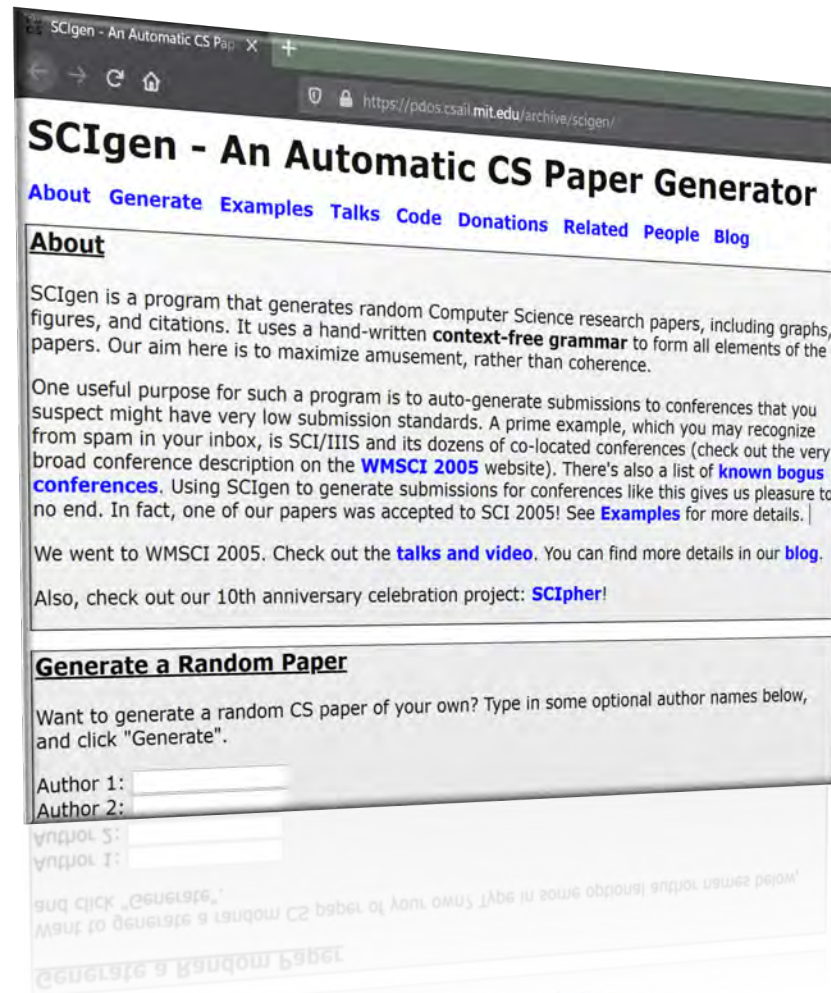 SCIgen - An Automatic CS Pap X +
https://pdos.csail.mit.edu/archive/scigen/
SCIgen - An Automatic CS Paper Generator
About Generate Examples Talks Code Donations Related People Blog
About
SCIgen is a program that generates random Computer Science research papers, including graphs,
figures, and citations. It uses a hand-written context-free grammar to form all elements of the
papers. Our aim here is to maximize amusement, rather than coherence.
One useful purpose for such a program is to auto-generate submissions to conferences that you
suspect might have very low submission standards. A prime example, which you may recognize
from spam in your inbox, is SCI/IIIS and its dozens of co-located conferences (check out the very
broad conference description on the WMSCI 2005 website). There's also a list of known bogus
conferences. Using SCIgen to generate submissions for conferences like this gives us pleasure to
no end. In fact, one of our papers was accepted to SCI 2005! See Examples for more details.
We went to WMSCI 2005. Check out the talks and video. You can find more details in our blog.
Also, check out our 10th anniversary celebration project: SCIpher!
Generate a Random Paper
Want to generate a random CS paper of your own? Type in some optional author names below,
and click "Generate".
Author 1:
Author 2: